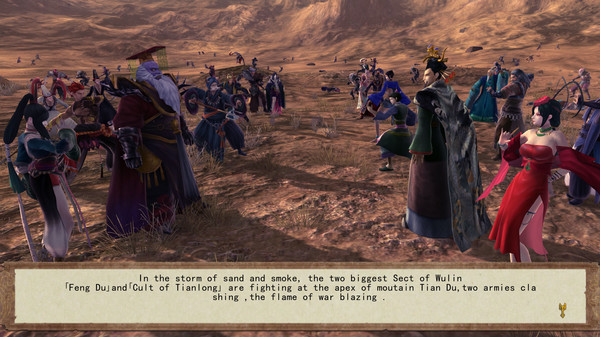 In the storm of sand and smoke, the two biggest Sect of Wulin
「Feng Du」and「Cult of Tianlong」 are fighting at the apex of moutain Tian Du,two armies cla
shing ,the flame of war blazing .